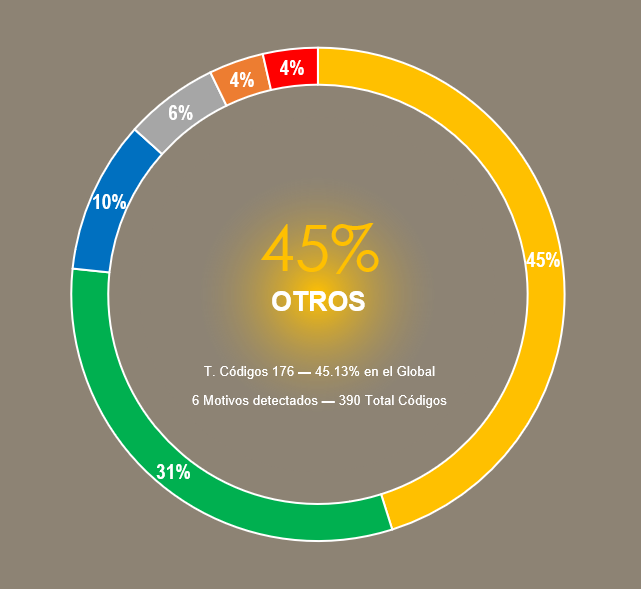 4%
4%
6%
10%
45%
OTROS
45%
T. Códigos 176 — 45.13% en el Global
6 Motivos detectados — 390 Total Códigos
31%